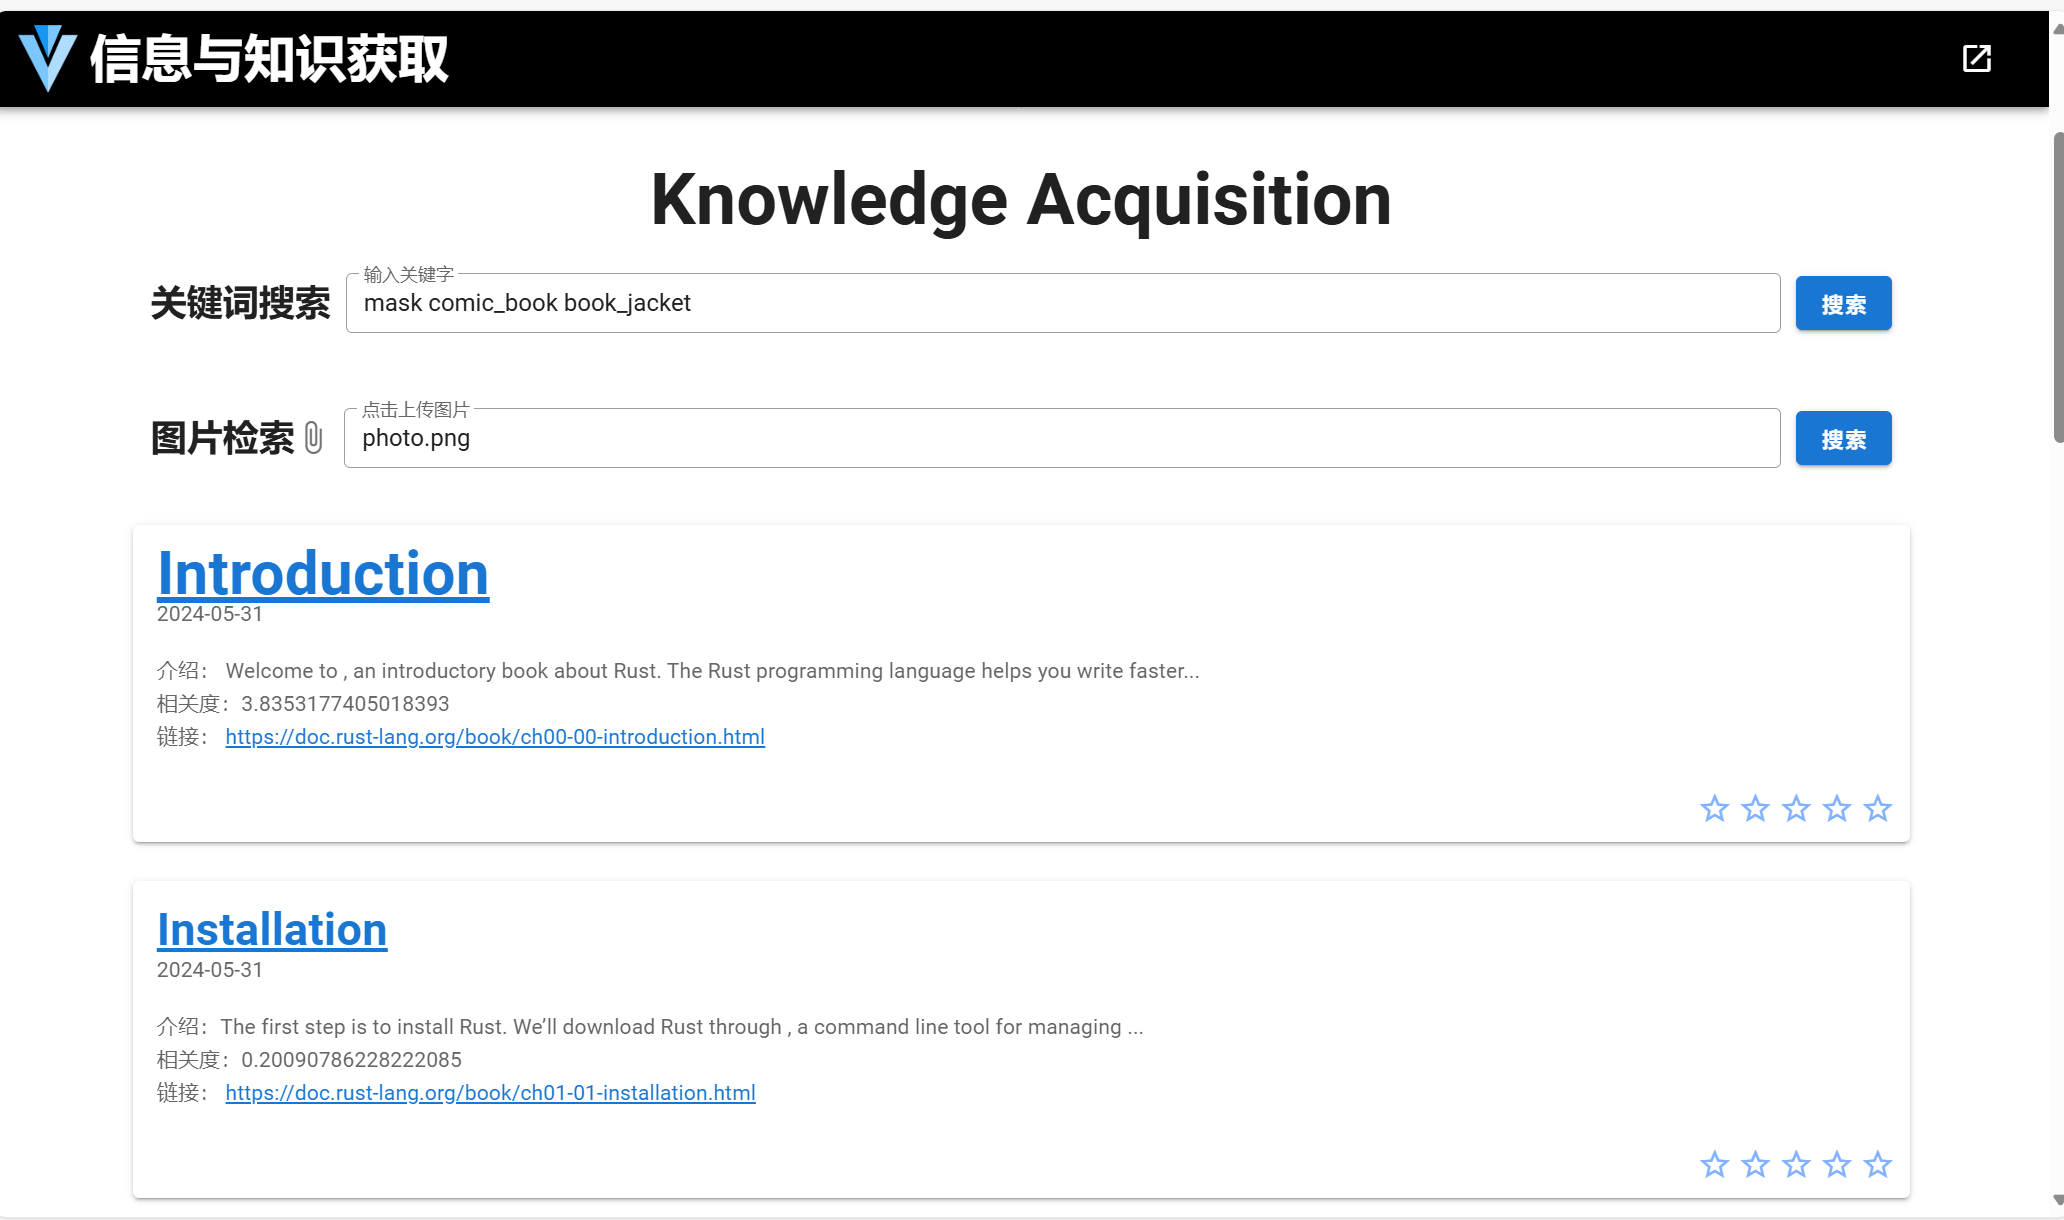 信息与知识获取
Knowledge Acquisition
输入关键字
关键词搜索 mask comic_book book_jacket 搜索
点击上传图片
图片检索 photo.png 搜索
Introduction
2024-05-31
介绍： Welcome to , an introductory book about Rust. The Rust programming language helps you write faster...
相关度：3.8353177405018393
链接： https://doc.rust-lang.org/book/ch00-00-introduction.html
Installation
2024-05-31
介绍：The first step is to install Rust. We’ll download Rust through , a command line tool for managing ...
相关度：0.20090786228222085
链接： https://doc.rust-lang.org/book/ch01-01-installation.html